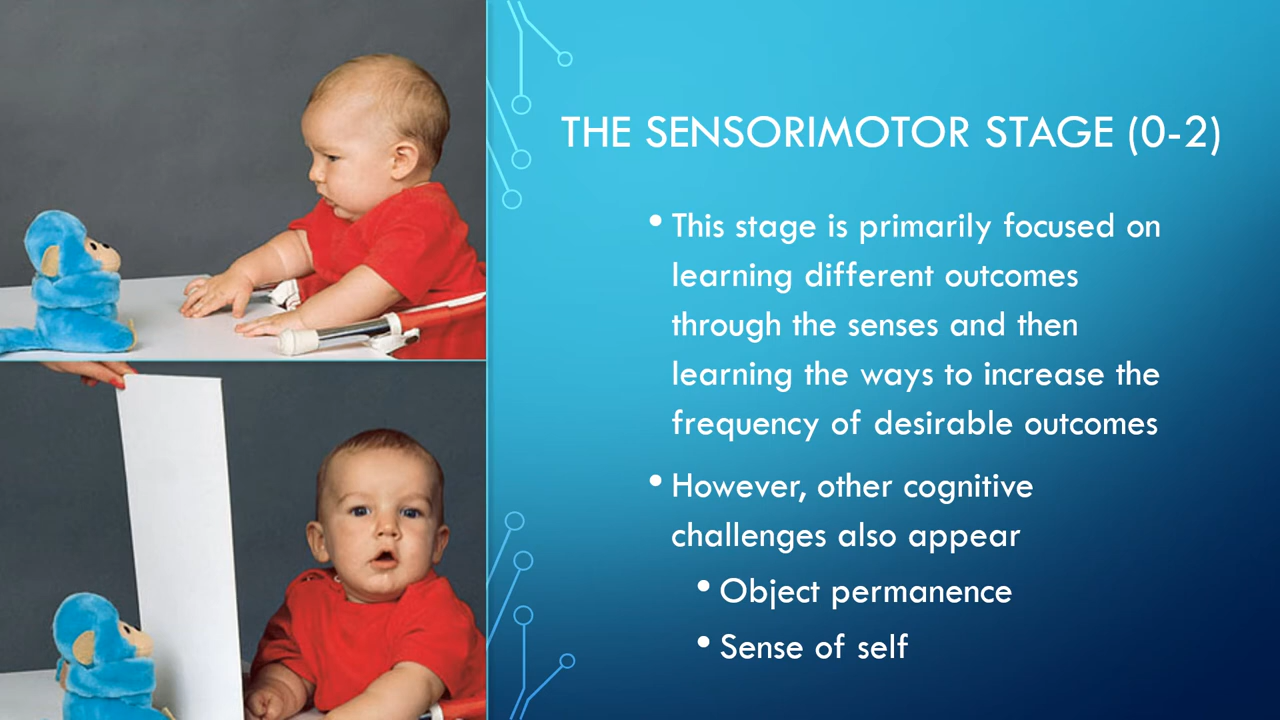 THE SENSORIMOTOR STAGE (0-2)
• This stage is primarily focused on
learning different outcomes
through the senses and then
learning the ways to increase the
frequency of desirable outcomes
• However, other cognitive
challenges also appear
• Object permanence
• Sense of self